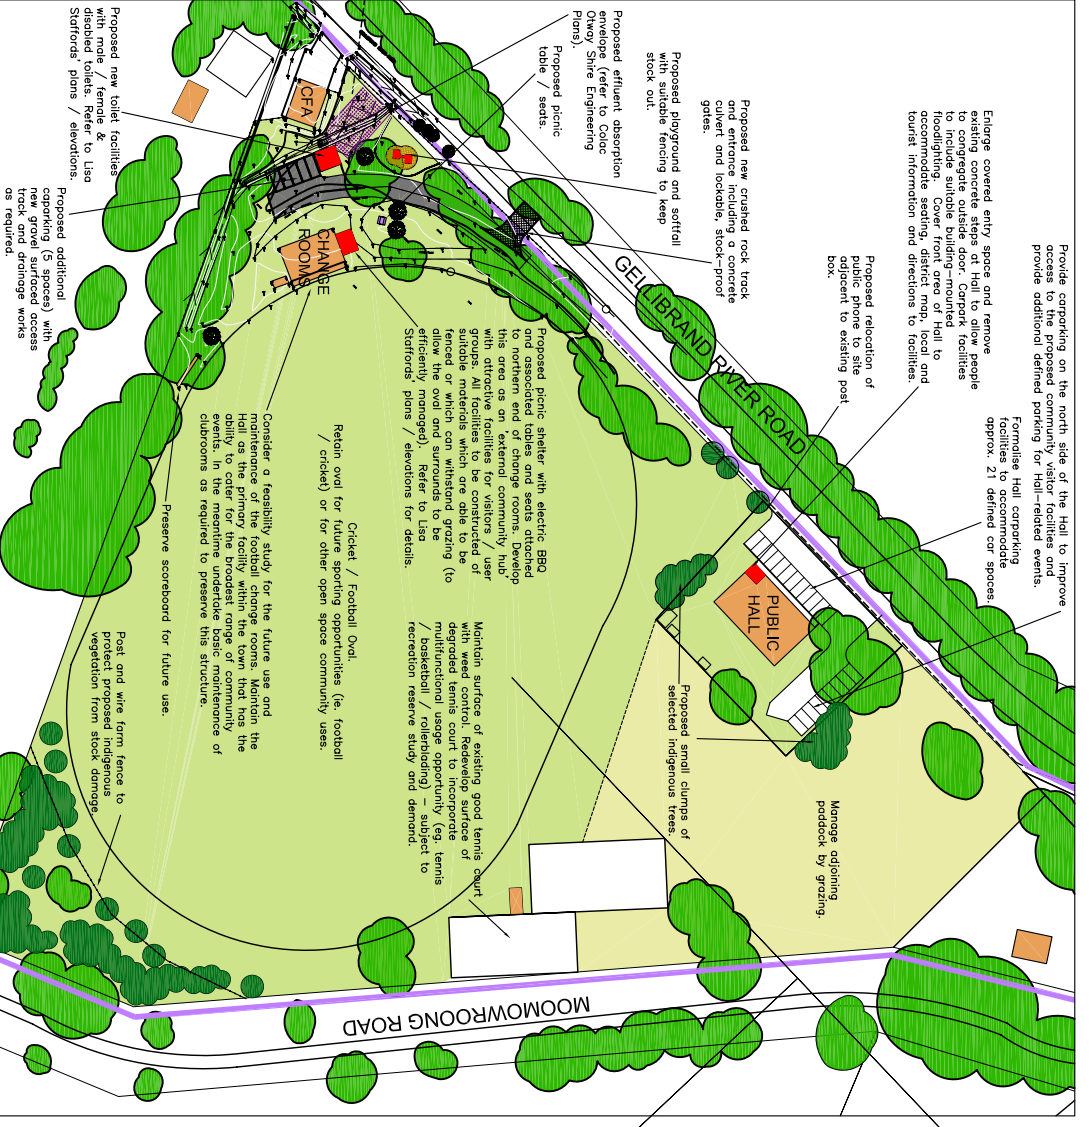 Provide carparking on the north side of the Hall to improve
access to the proposed community visitor facilities and
provide additional defined parking for Hall-related events.
Formalise Hall carparking
facilities to accommodate
approx. 21 defined car spaces.
Enlarge covered entry space and remove
existing concrete steps at Hall to allow people
to congregate outside door. Carpark facilities
to include suitable building-mounted
floodlighting. Cover front area of Hall to
accommodate seating, district map, local and
tourist information and directions to facilities.
Proposed relocation of
public phone to site
adjacent to existing post
box.
Proposed new crushed rock track
and entrance including a concrete
culvert and lockable, stock-proof
gates.
Proposed playground and softfall
with suitable fencing to keep
stock out.
Proposed effluent absorption
envelope (refer to Colac
Otway Shire Engineering
Plans).
Proposed picnic
table / seats.
GELLIBRAND RIVER ROAD
PUBLIC
HALL
Manage adjoining
paddock by grazing.
Proposed small clumps of
selected indigenous trees.
Proposed picnic shelter with electric BBQ
and associated tables and seats attached
to northern end of change rooms. Develop
this area as an 'external community hub'
with attractive facilities for visitors / user
groups. All facilities to be constructed of
suitable materials which are able to be
fenced or which can withstand grazing (to
allow the oval and surrounds to be
efficiently managed). Refer to Lisa
Staffords' plans / elevations for details.
Maintain surface of existing good tennis court
with weed control. Redevelop surface of
degraded tennis court to incorporate
multifunctional usage opportunity (eg. tennis
/ basketball / rollerblading) - subject to
recreation reserve study and demand.
CFA
CHANGE
ROOMS
Cricket / Football Oval.
Retain oval for future sporting opportunities (ie. football
/ cricket) or for other open space community uses.
Consider a feasibility study for the future use and
maintenance of the football change rooms. Maintain the
Hall as the primary facility within the town that has the
ability to cater for the broadest range of community
events. In the meantime undertake basic maintenance of
clubrooms as required to preserve this structure.
Preserve scoreboard for future use.
Post and wire farm fence to
protect proposed indigenous
vegetation from stock damage.
Proposed new toilet facilities
with male / female &
disabled toilets. Refer to Lisa
Staffords' plans / elevations.
Proposed additional
carparking (5 spaces) with
new gravel surfaced access
track and drainage works
as required.
MOOMOWROONG ROAD